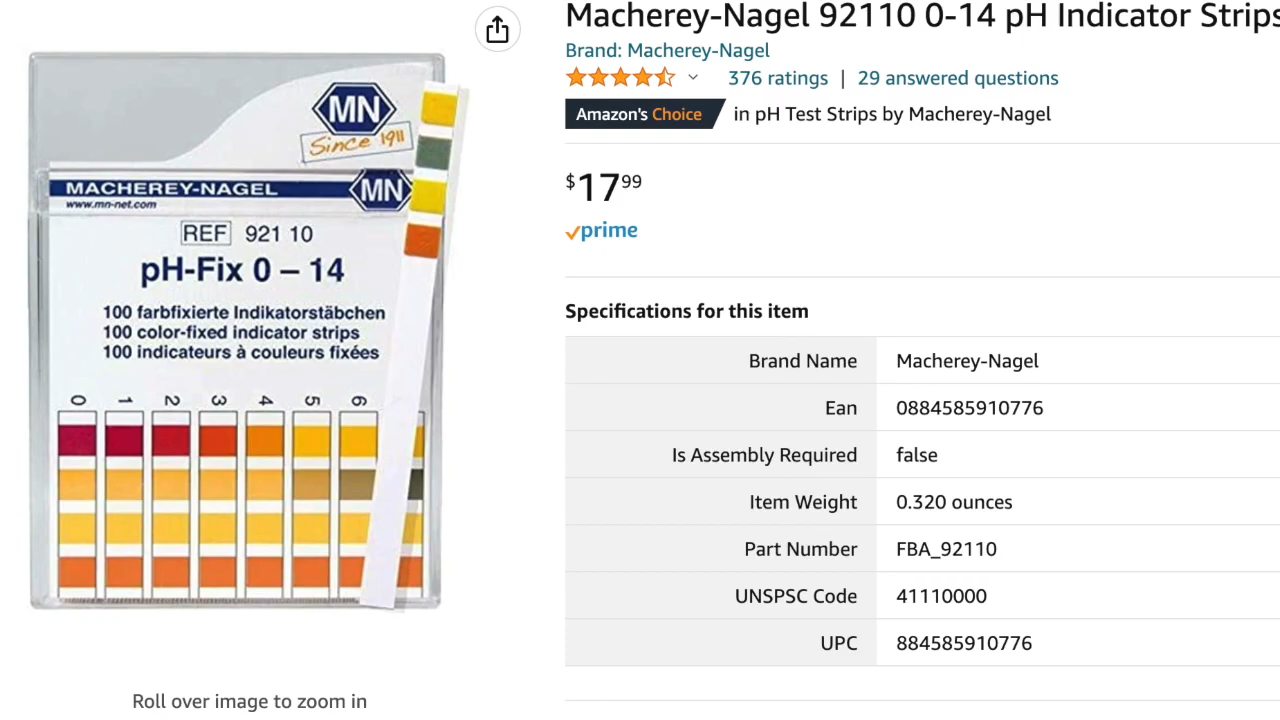 MN
Since 1911
MACHEREY-NAGEL
MN
www.mn-net.com
REF 921 10
pH-Fix 0 – 14
100 farbfixierte Indikatorstäbchen
100 color-fixed indicator strips
100 indicateurs à couleurs fixées
0 1 2 3 4 5 6
Roll over image to zoom in
Macherey-Nagel 92110 0-14 pH Indicator Strips
Brand: Macherey-Nagel
376 ratings | 29 answered questions
Amazon's Choice in pH Test Strips by Macherey-Nagel
$17 99
prime
Specifications for this item
Brand Name Macherey-Nagel
Ean 0884585910776
Is Assembly Required false
Item Weight 0.320 ounces
Part Number FBA_92110
UNSPSC Code 41110000
UPC 884585910776